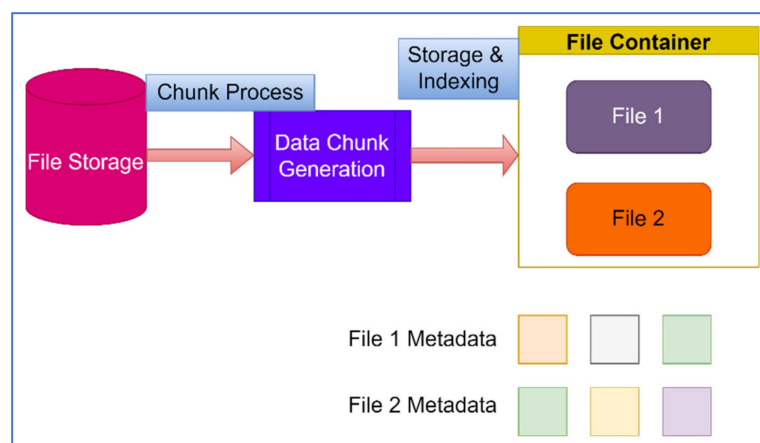 File Storage
Chunk Process
Data Chunk
Generation
Storage &
Indexing
File Container
File 1
File 2
File 1 Metadata
File 2 Metadata